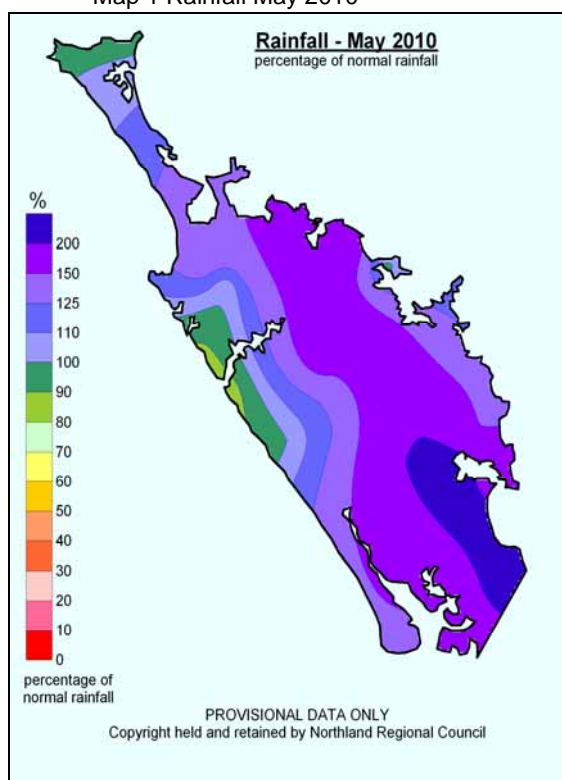 Map 1 Rainfall May 2010
Rainfall - May 2010
percentage of normal rainfall
%
200
150
125
110
100
90
80
70
60
50
40
30
20
10
0
percentage of
normal rainfall
PROVISIONAL DATA ONLY
Copyright held and retained by Northland Regional Council